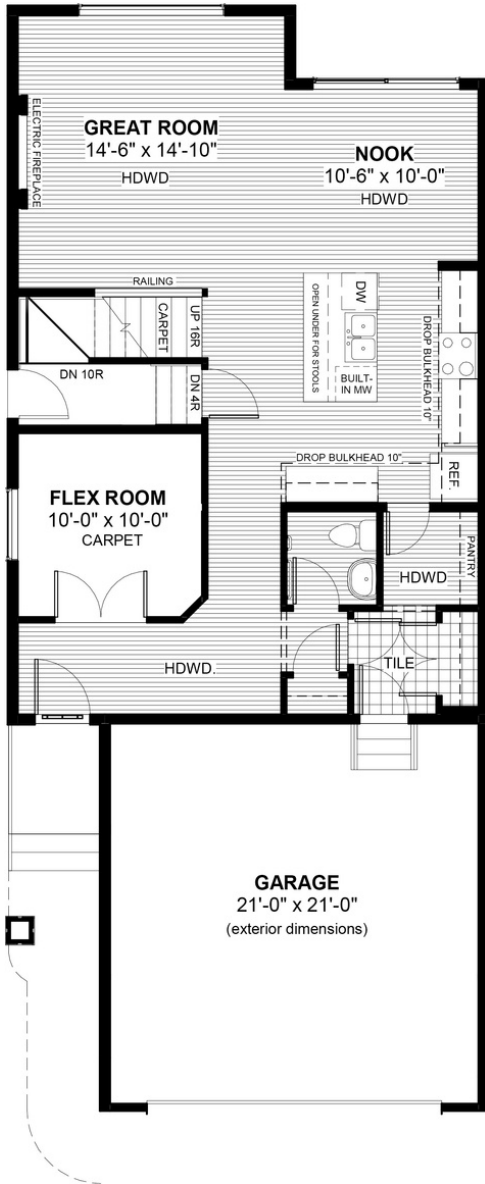 GREAT ROOM
14'-6" x 14'-10"
HDWD
ELECTRIC FIREPLACE
NOOK
10'-6" x 10'-0"
HDWD
RAILING
UP 16R
CARPET
DN 10R
DN 4R
OPEN UNDER FOR STOOLS
DW
BUILT-
IN MW
DROP BULKHEAD 10"
DROP BULKHEAD 10"
REF.
FLEX ROOM
10'-0" x 10'-0"
CARPET
PANTRY
HDWD
TILE
HDWD.
GARAGE
21'-0" x 21'-0"
(exterior dimensions)